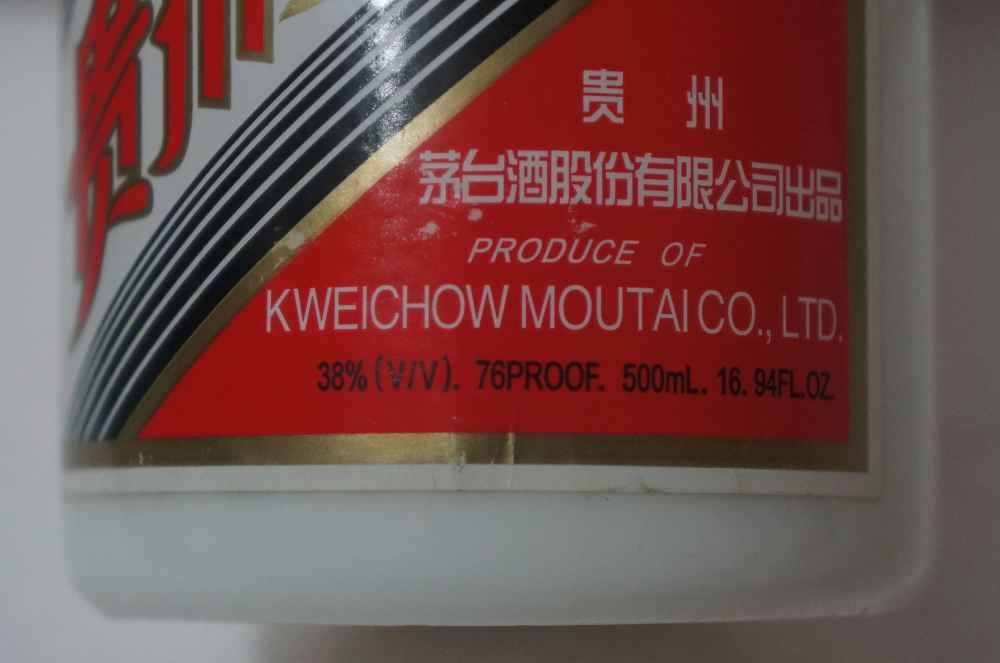 贵州
茅台酒股份有限公司出品
PRODUCE OF
KWEICHOW MOUTAI CO., LTD.
38%(V/V). 76PROOF. 500mL. 16.94FL.OZ.